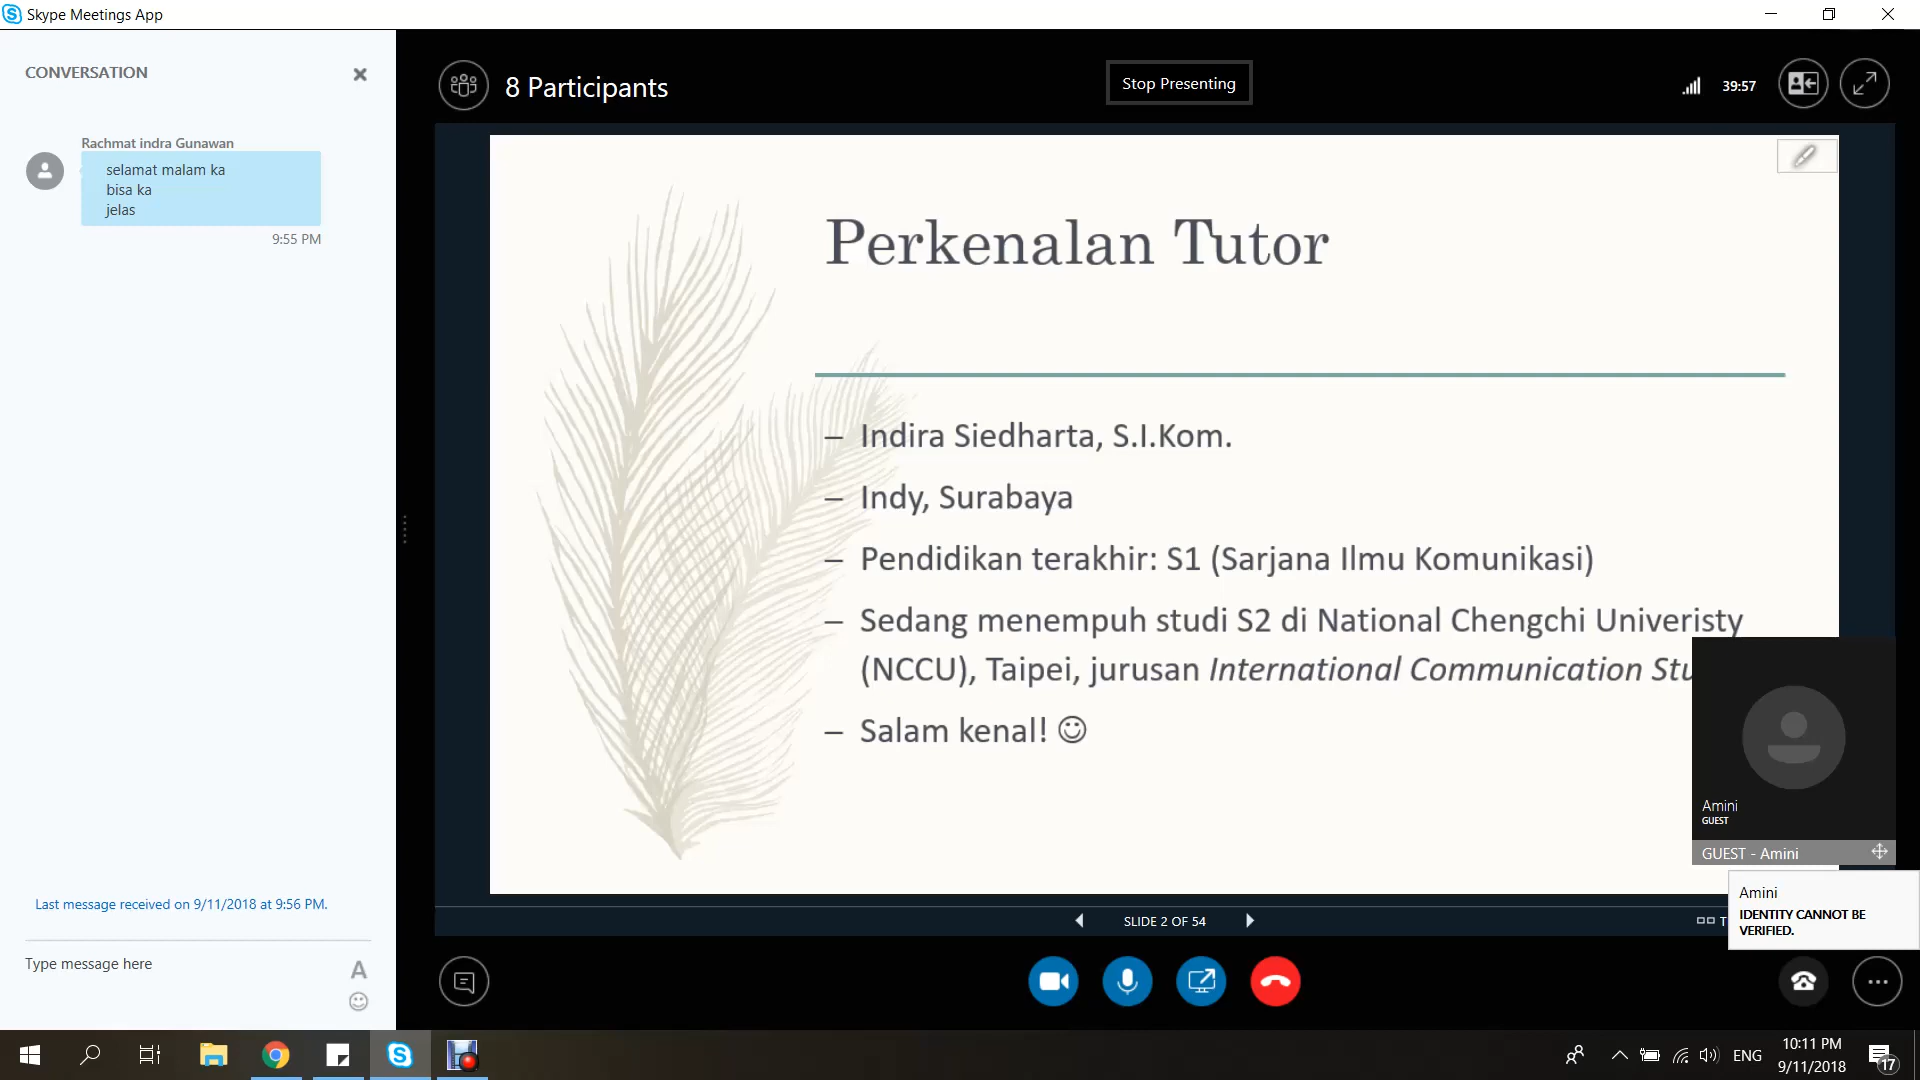 Skype Meetings App
CONVERSATION
Rachmat indra Gunawan
selamat malam ka
bisa ka
jelas
9:55 PM
Last message received on 9/11/2018 at 9:56 PM.
Type message here
A
8 Participants
Stop Presenting
39:57
Perkenalan Tutor
– Indira Siedharta, S.I.Kom.
– Indy, Surabaya
– Pendidikan terakhir: S1 (Sarjana Ilmu Komunikasi)
– Sedang menempuh studi S2 di National Chengchi Univeristy
(NCCU), Taipei, jurusan International Communication Stu
– Salam kenal! ☺
Amini
GUEST
GUEST - Amini
Amini
IDENTITY CANNOT BE
VERIFIED.
SLIDE 2 OF 54
T
ENG
10:11 PM
9/11/2018
17